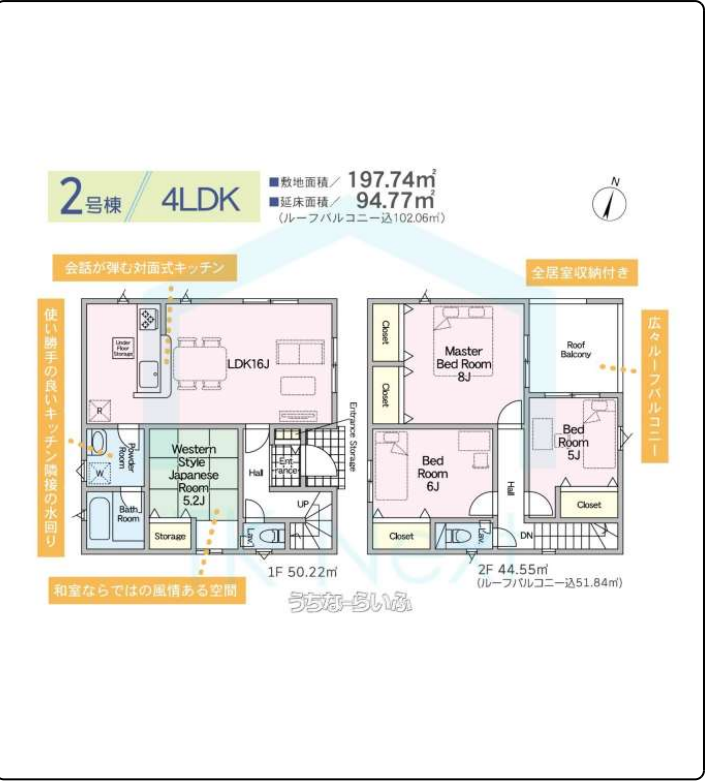 2号棟 4LDK
■敷地面積／ 197.74㎡
■延床面積／ 94.77㎡
(ルーフバルコニー込102.06㎡)
N
会話が弾む対面式キッチン
全居室収納付き
使い勝手の良いキッチン隣接の水回り
広々ルーフバルコニー
Under
Floor
Storage
LDK16J
R
Powder
Room
W
Bath
Room
Western
Style
Japanese
Room
5.2J
Storage
Hall
Ent
rance
Entrance Storage
UP
Lav.
1F 50.22㎡
和室ならではの風情ある空間
Closet
Closet
Master
Bed Room
8J
Roof
Balcony
Bed
Room
6J
Bed
Room
5J
Hall
Closet
Closet
Lav.
DN
2F 44.55㎡
(ルーフバルコニー込51.84㎡)
うちなーらいふ